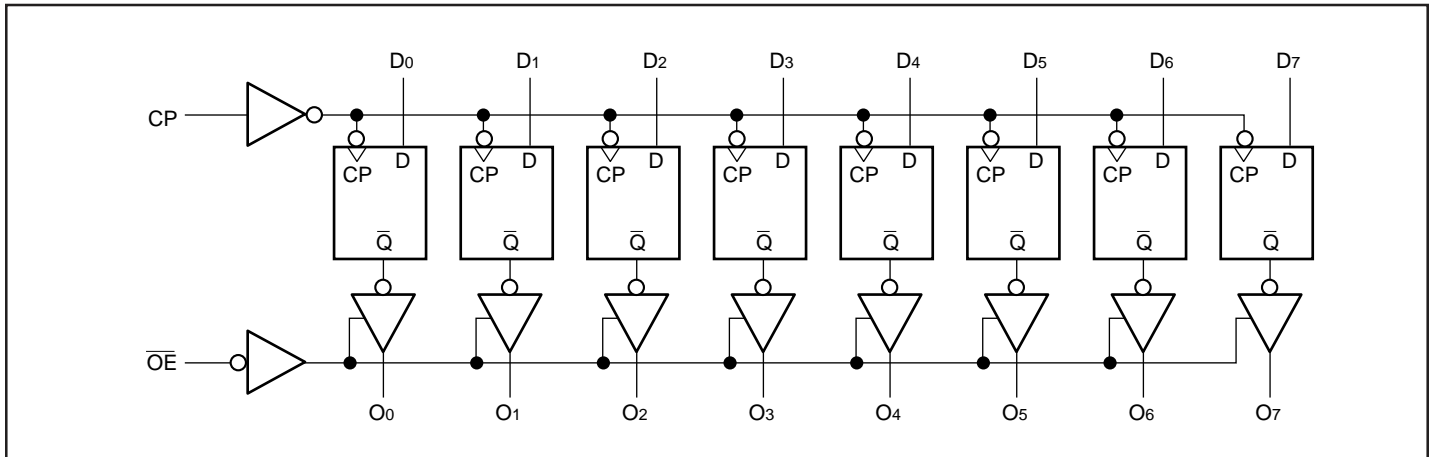 D0 D1 D2 D3 D4 D5 D6 D7
CP
D D D D D D D D
CP CP CP CP CP CP CP CP
Q̅ Q̅ Q̅ Q̅ Q̅ Q̅ Q̅ Q̅
O̅E̅
O0 O1 O2 O3 O4 O5 O6 O7